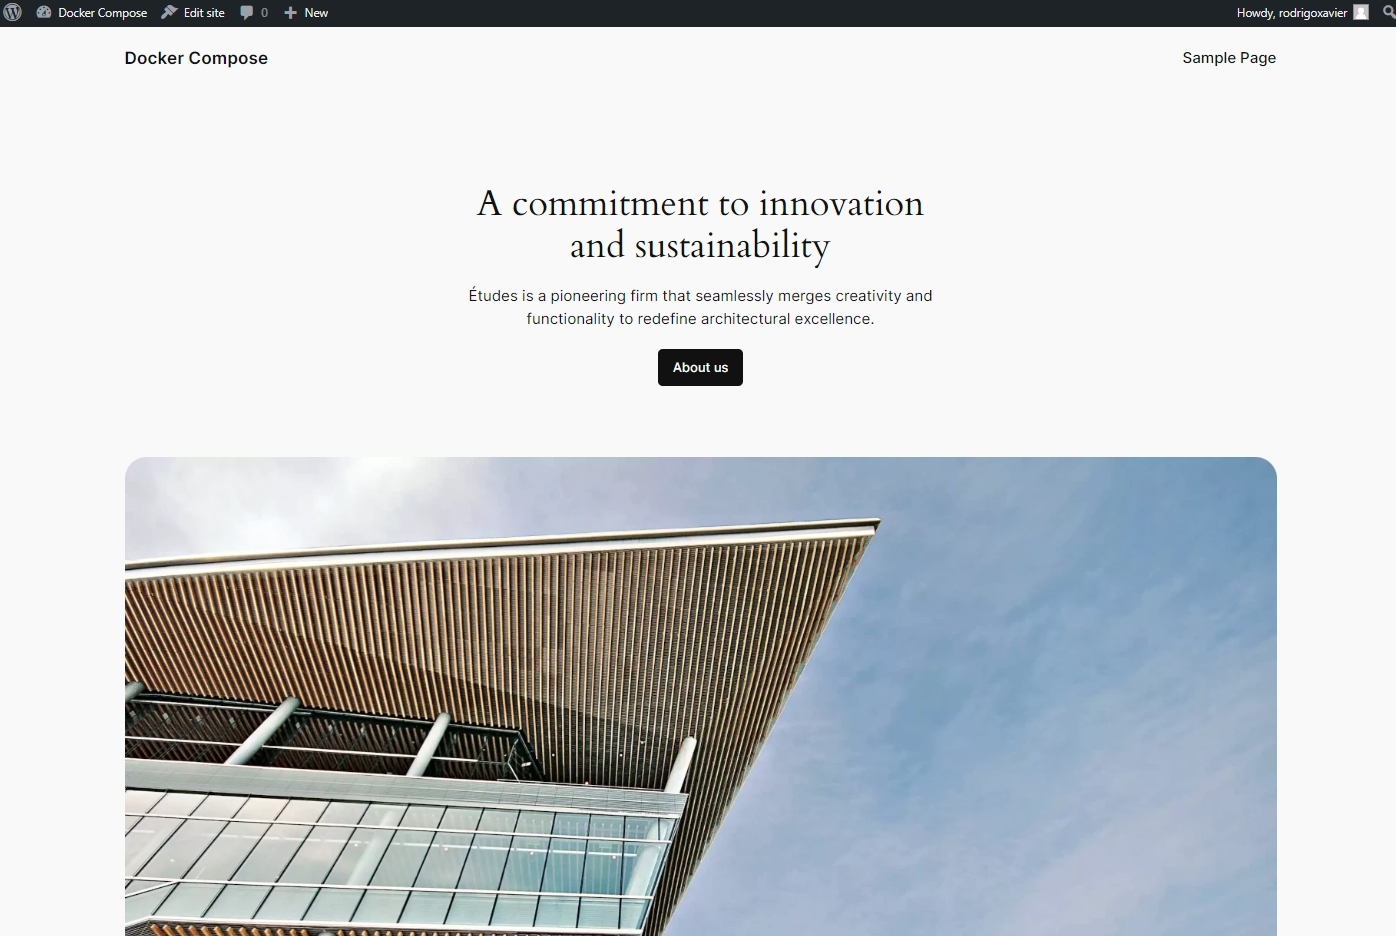 Docker Compose
Edit site
0
New
Howdy, rodrigoxavier
Docker Compose
Sample Page
A commitment to innovation
and sustainability
Études is a pioneering firm that seamlessly merges creativity and
functionality to redefine architectural excellence.
About us